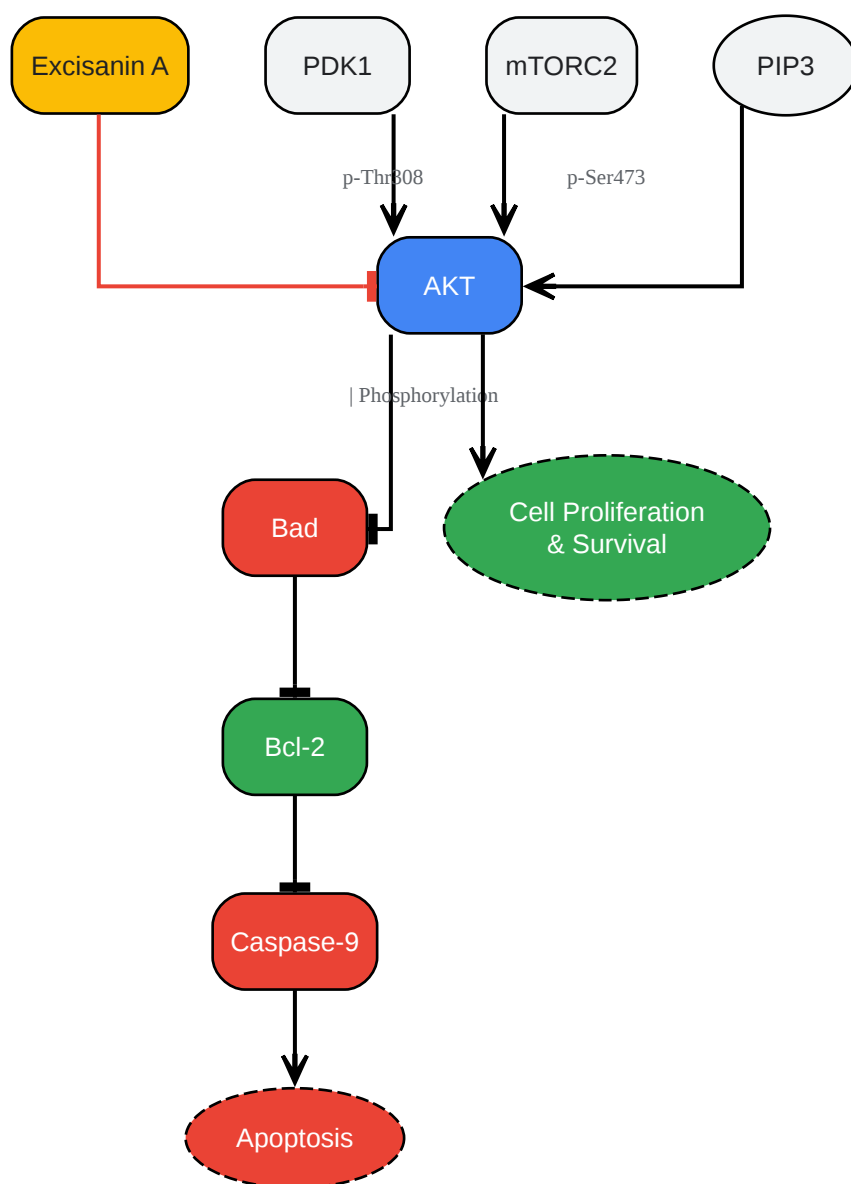 Excisanin A
PDK1
mTORC2
PIP3
p-Thr308
p-Ser473
AKT
| Phosphorylation
Bad
Cell Proliferation
& Survival
Bcl-2
Caspase-9
Apoptosis